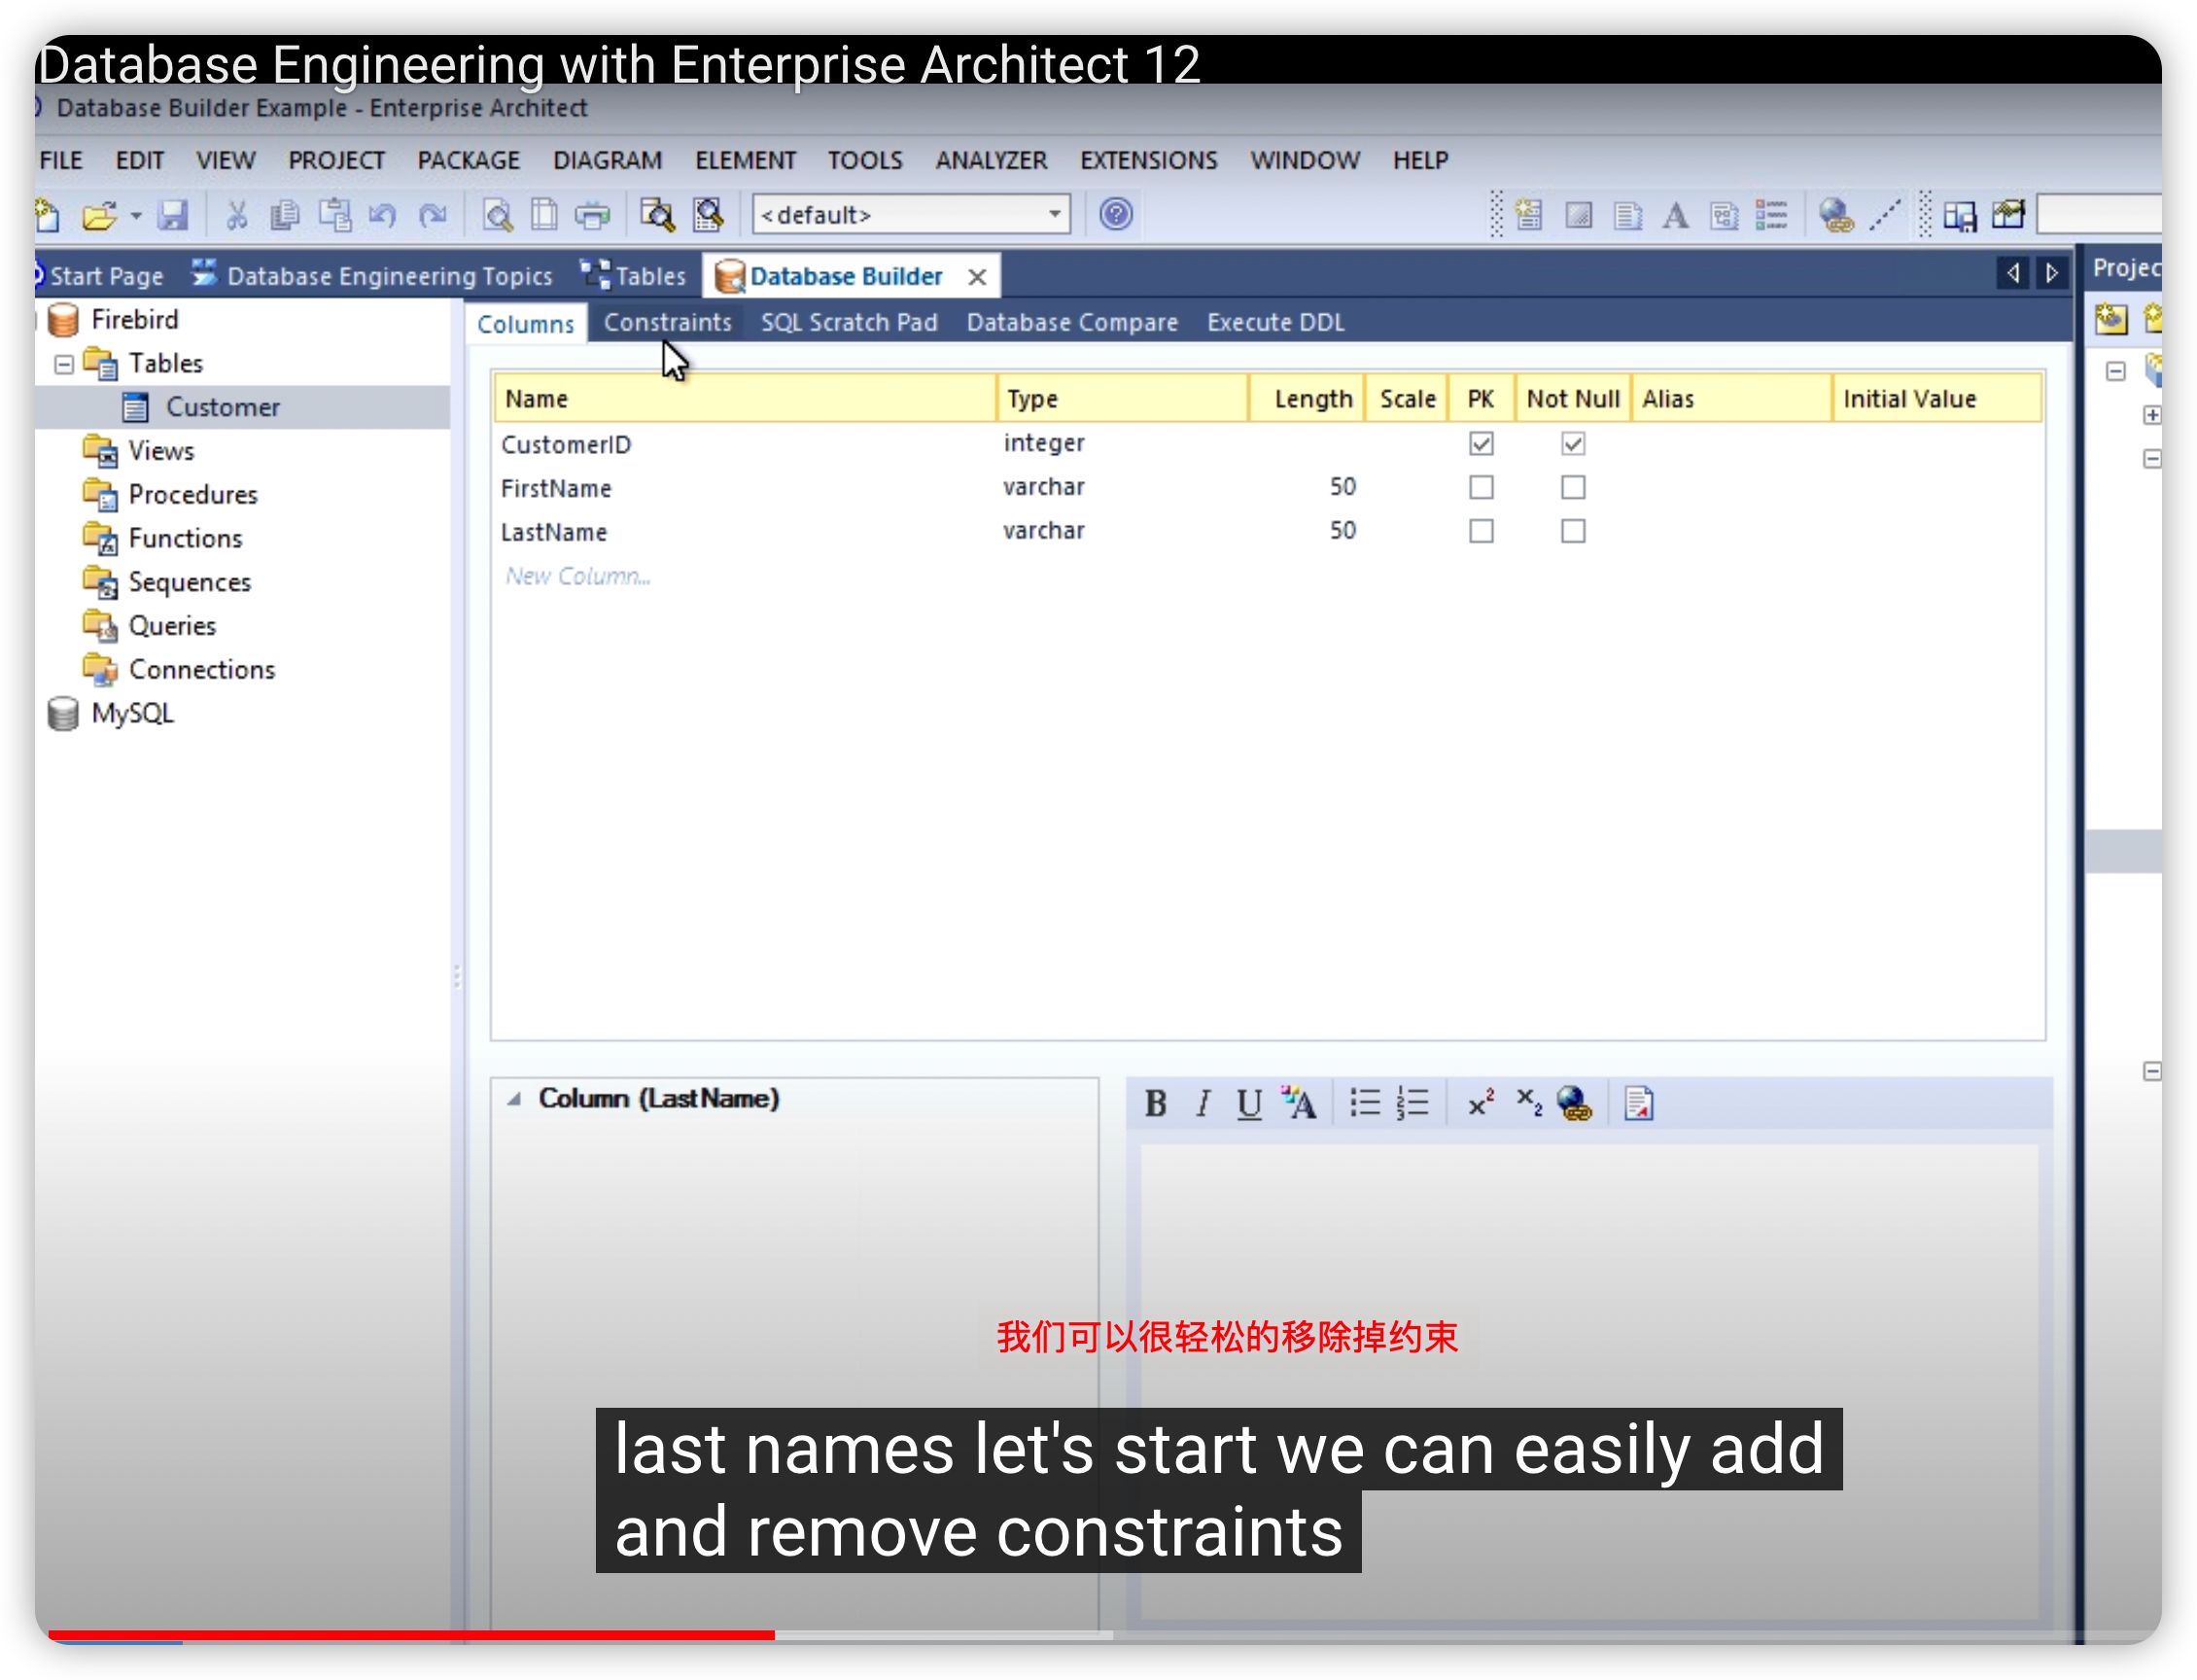 Database Engineering with Enterprise Architect 12
Database Builder Example - Enterprise Architect
FILE EDIT VIEW PROJECT PACKAGE DIAGRAM ELEMENT TOOLS ANALYZER EXTENSIONS WINDOW HELP
<default>
Start Page Database Engineering Topics Tables Database Builder
Projec
Firebird
Tables
Customer
Views
Procedures
Functions
Sequences
Queries
Connections
MySQL
Columns Constraints SQL Scratch Pad Database Compare Execute DDL
Name Type Length Scale PK Not Null Alias Initial Value
CustomerID integer
FirstName varchar 50
LastName varchar 50
New Column...
Column (LastName)
B I U A x² x₂
我们可以很轻松的移除掉约束
last names let's start we can easily add
and remove constraints